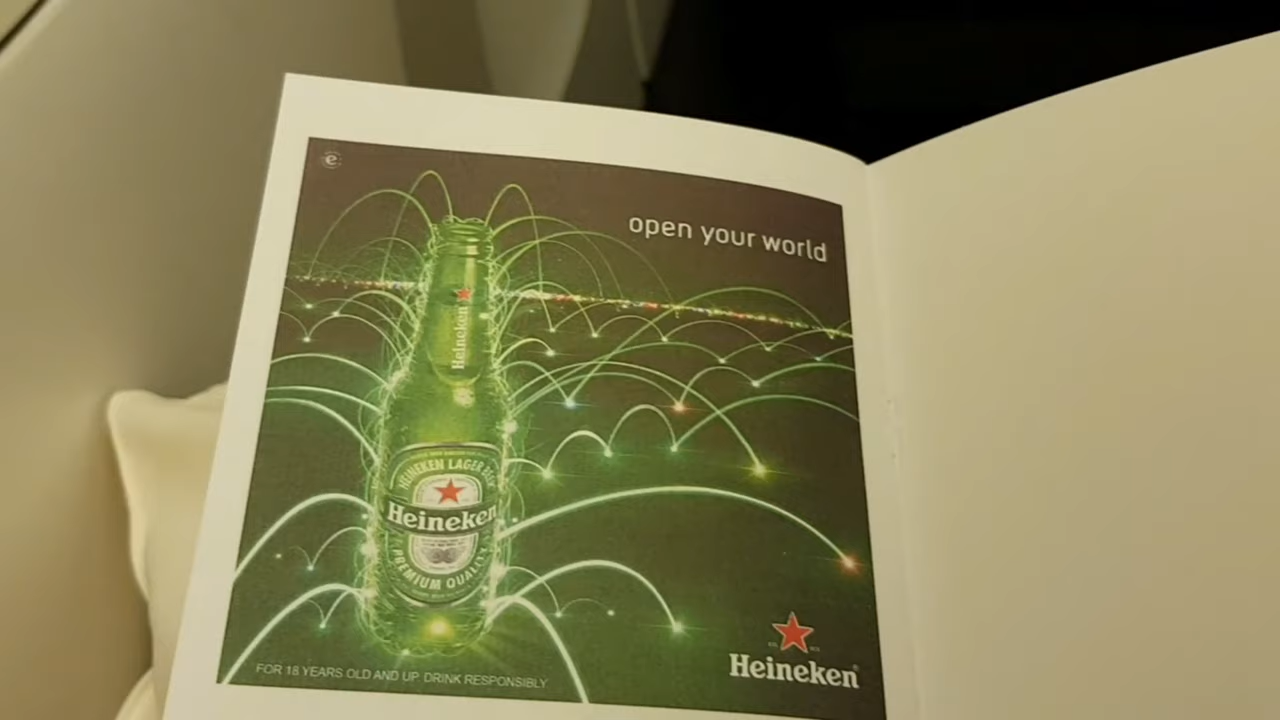 e
open your world
Heineken
HEINEKEN LAGER BEER
Heineken
PREMIUM QUALITY
Heineken®
FOR 18 YEARS OLD AND UP. DRINK RESPONSIBLY